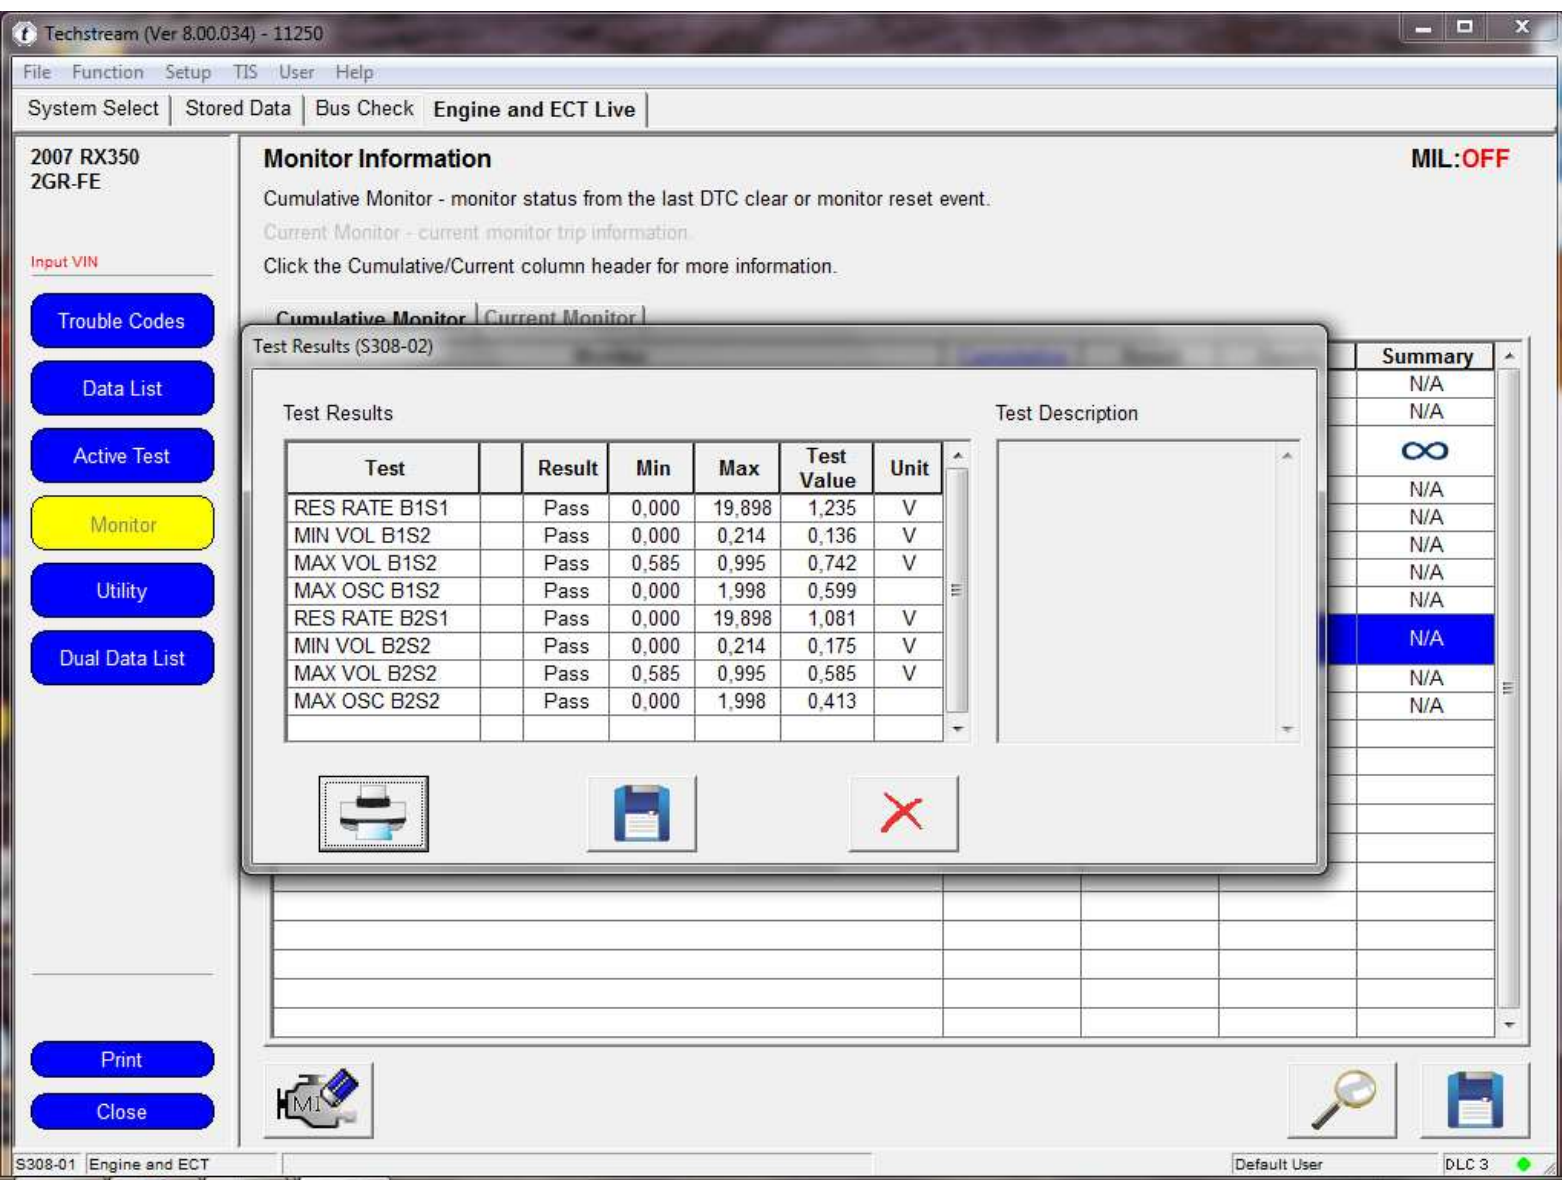 Techstream (Ver 8.00.034) - 11250
File Function Setup TIS User Help
System Select Stored Data Bus Check Engine and ECT Live
2007 RX350
2GR-FE
Input VIN
Trouble Codes
Data List
Active Test
Monitor
Utility
Dual Data List
Print
Close
Monitor Information
MIL:OFF
Cumulative Monitor - monitor status from the last DTC clear or monitor reset event.
Current Monitor - current monitor trip information.
Click the Cumulative/Current column header for more information.
Cumulative Monitor Current Monitor
Summary
N/A
N/A
N/A
N/A
N/A
N/A
N/A
N/A
N/A
N/A
Test Results (S308-02)
Test Results
Test Result Min Max Test Value Unit
RES RATE B1S1 Pass 0,000 19,898 1,235 V
MIN VOL B1S2 Pass 0,000 0,214 0,136 V
MAX VOL B1S2 Pass 0,585 0,995 0,742 V
MAX OSC B1S2 Pass 0,000 1,998 0,599
RES RATE B2S1 Pass 0,000 19,898 1,081 V
MIN VOL B2S2 Pass 0,000 0,214 0,175 V
MAX VOL B2S2 Pass 0,585 0,995 0,585 V
MAX OSC B2S2 Pass 0,000 1,998 0,413
Test Description
MI
S308-01 Engine and ECT
Default User
DLC 3